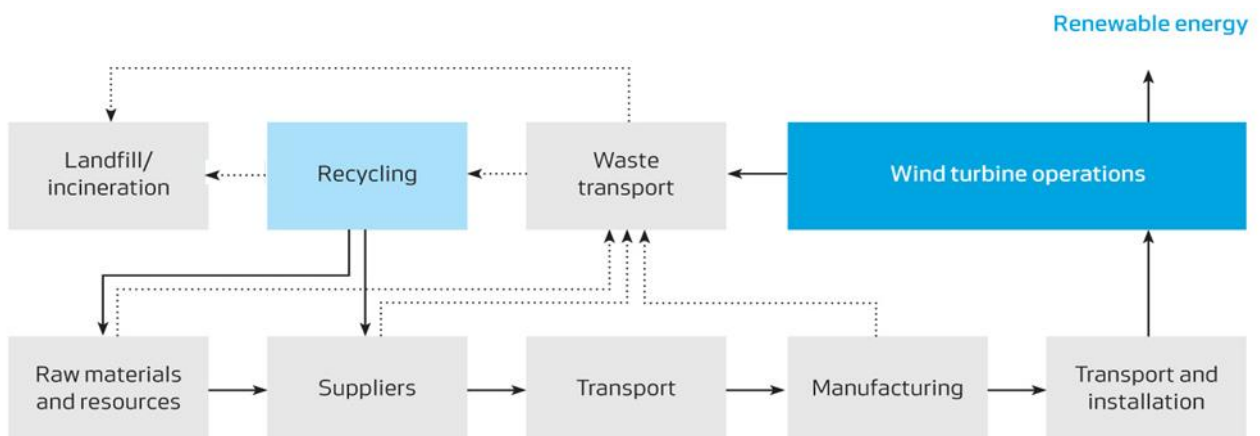 Renewable energy
Landfill/
incineration
Recycling
Waste
transport
Wind turbine operations
Raw materials
and resources
Suppliers
Transport
Manufacturing
Transport and
installation